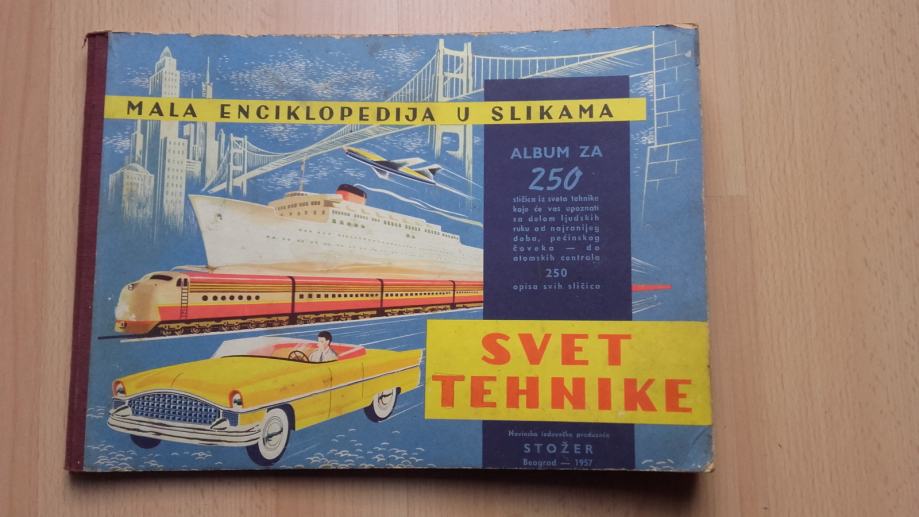 MALA ENCIKLOPEDIJA U SLIKAMA
ALBUM ZA
250
sličica iz sveta tehnike
koje će vas upoznati
sa delom ljudskih
ruku od najranijeg
doba, pećinskog
čoveka — do
atomskih centrala
250
opisa svih sličica
SVET
TEHNIKE
Novinsko izdavačko preduzeće
STOŽER
Beograd — 1957